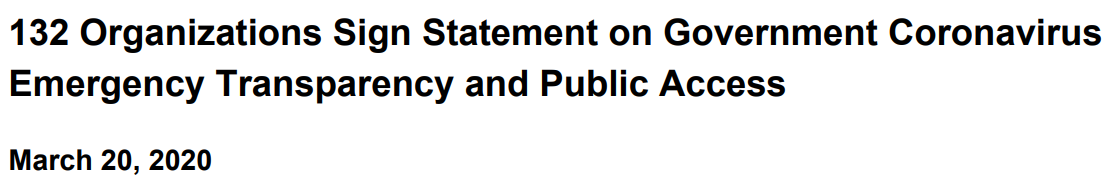 132 Organizations Sign Statement on Government Coronavirus
Emergency Transparency and Public Access
March 20, 2020